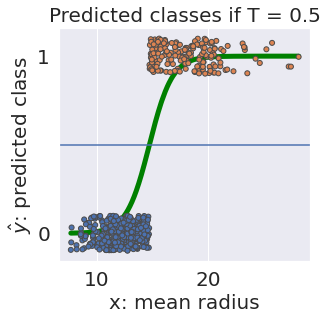 Predicted classes if T = 0.5
1
ŷ: predicted class
0
10 20
x: mean radius